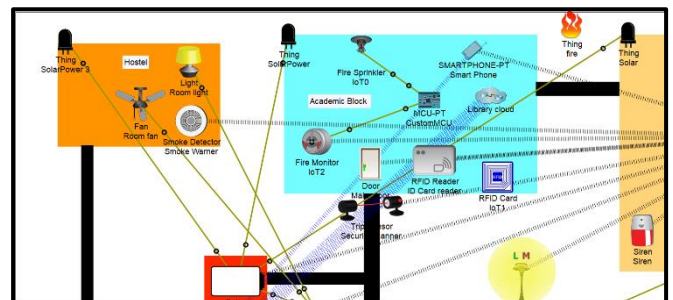 Thing
SolarPower 3
Hostel
Light
Room light
Fan
Room fan
Smoke Detector
Smoke Warner
Thing
SolarPower
Fire Sprinkler
IoT0
SMARTPHONE-PT
Smart Phone
Academic Block
MCU-PT
CustomMCU
Library cloud
Fire Monitor
IoT2
Door
RFID Reader
ID Card reader
RFID Card
IoT1
Thing
fire
Thing
Solar
Siren
Siren
L M